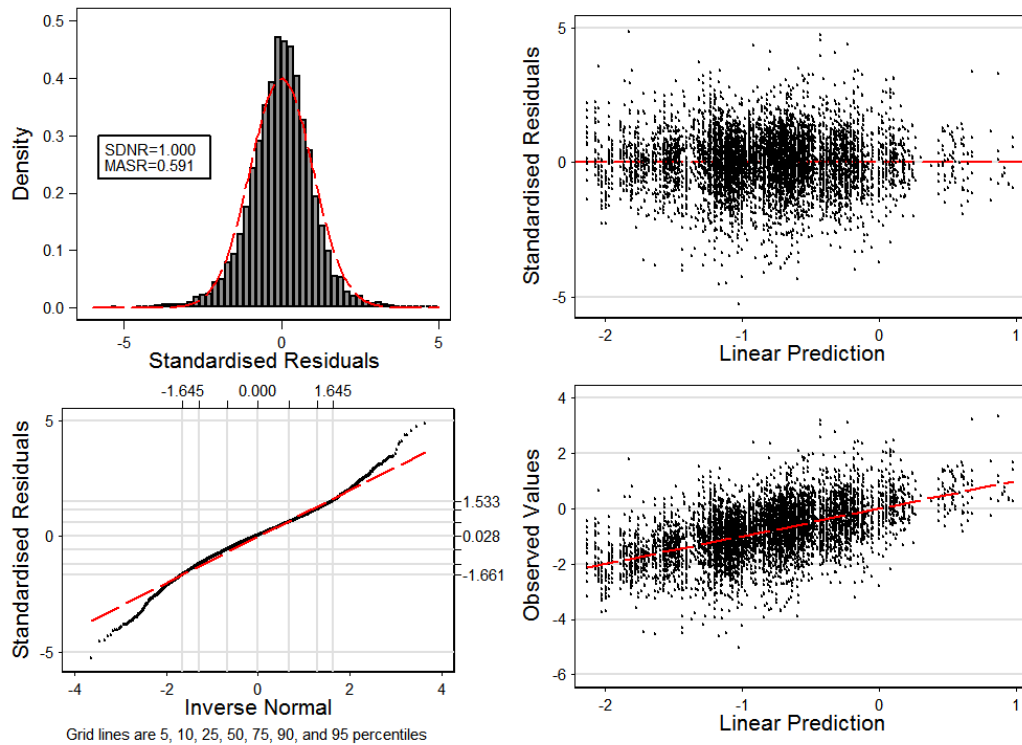 0.5
0.4
0.3
0.2
0.1
0.0
Density
SDNR=1.000
MASR=0.591
-5 0 5
Standardised Residuals
5
0
-5
Standardised Residuals
-2 -1 0 1
Linear Prediction
-1.645 0.000 1.645
5
0
-5
Standardised Residuals
1.533
0.028
-1.661
-4 -2 0 2 4
Inverse Normal
Grid lines are 5, 10, 25, 50, 75, 90, and 95 percentiles
4
2
0
-2
-4
-6
Observed Values
-2 -1 0 1
Linear Prediction